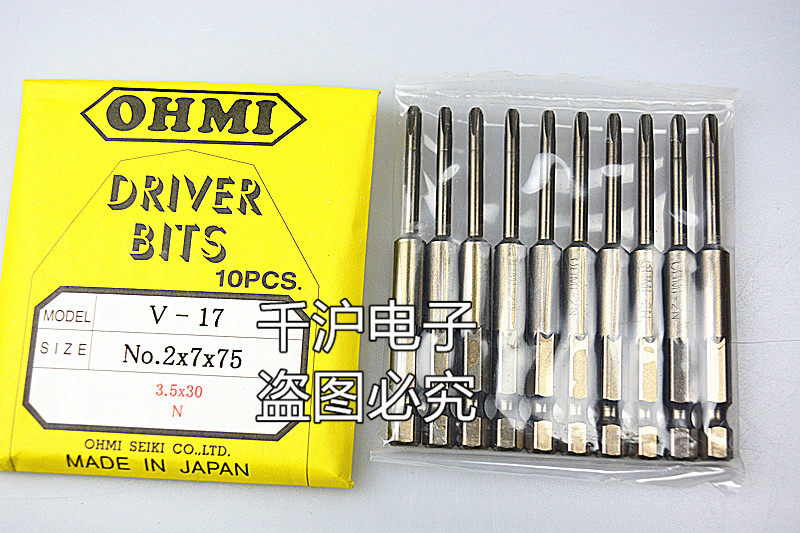 OHMI
DRIVER
BITS
10PCS.
MODEL V-17
SIZE No.2x7x75
3.5x30
N
OHMI SEIKI CO.,LTD.
MADE IN JAPAN
千沪电子
盗图必究